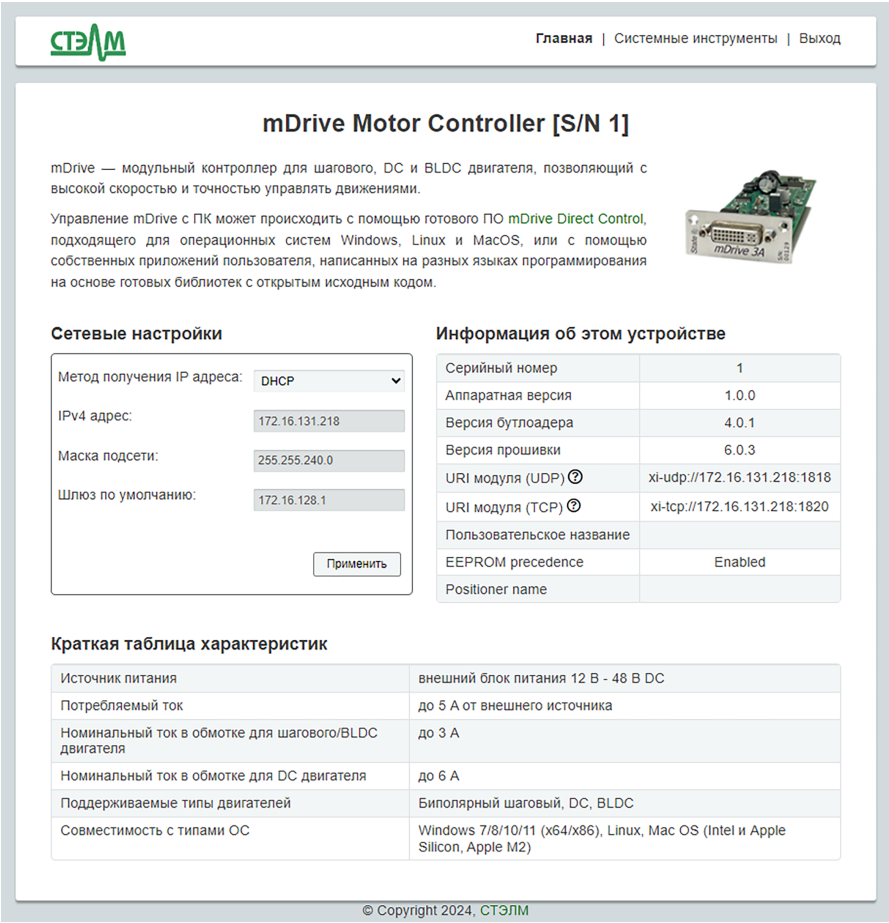 СТЭЛМ
Главная | Системные инструменты | Выход
mDrive Motor Controller [S/N 1]
mDrive — модульный контроллер для шагового, DC и BLDC двигателя, позволяющий с
высокой скоростью и точностью управлять движениями.
Управление mDrive с ПК может происходить с помощью готового ПО mDrive Direct Control,
подходящего для операционных систем Windows, Linux и MacOS, или с помощью
собственных приложений пользователя, написанных на разных языках программирования
на основе готовых библиотек с открытым исходным кодом.
State
mDrive 3A
S/N
00129
Сетевые настройки
Метод получения IP адреса: DHCP
IPv4 адрес: 172.16.131.218
Маска подсети: 255.255.240.0
Шлюз по умолчанию: 172.16.128.1
Применить
Информация об этом устройстве
Серийный номер 1
Аппаратная версия 1.0.0
Версия бутлоадера 4.0.1
Версия прошивки 6.0.3
URI модуля (UDP) ? xi-udp://172.16.131.218:1818
URI модуля (TCP) ? xi-tcp://172.16.131.218:1820
Пользовательское название
EEPROM precedence Enabled
Positioner name
Краткая таблица характеристик
Источник питания внешний блок питания 12 В - 48 В DC
Потребляемый ток до 5 А от внешнего источника
Номинальный ток в обмотке для шагового/BLDC до 3 А
двигателя
Номинальный ток в обмотке для DC двигателя до 6 А
Поддерживаемые типы двигателей Биполярный шаговый, DC, BLDC
Совместимость с типами ОС Windows 7/8/10/11 (x64/x86), Linux, Mac OS (Intel и Apple
Silicon, Apple M2)
© Copyright 2024, СТЭЛМ